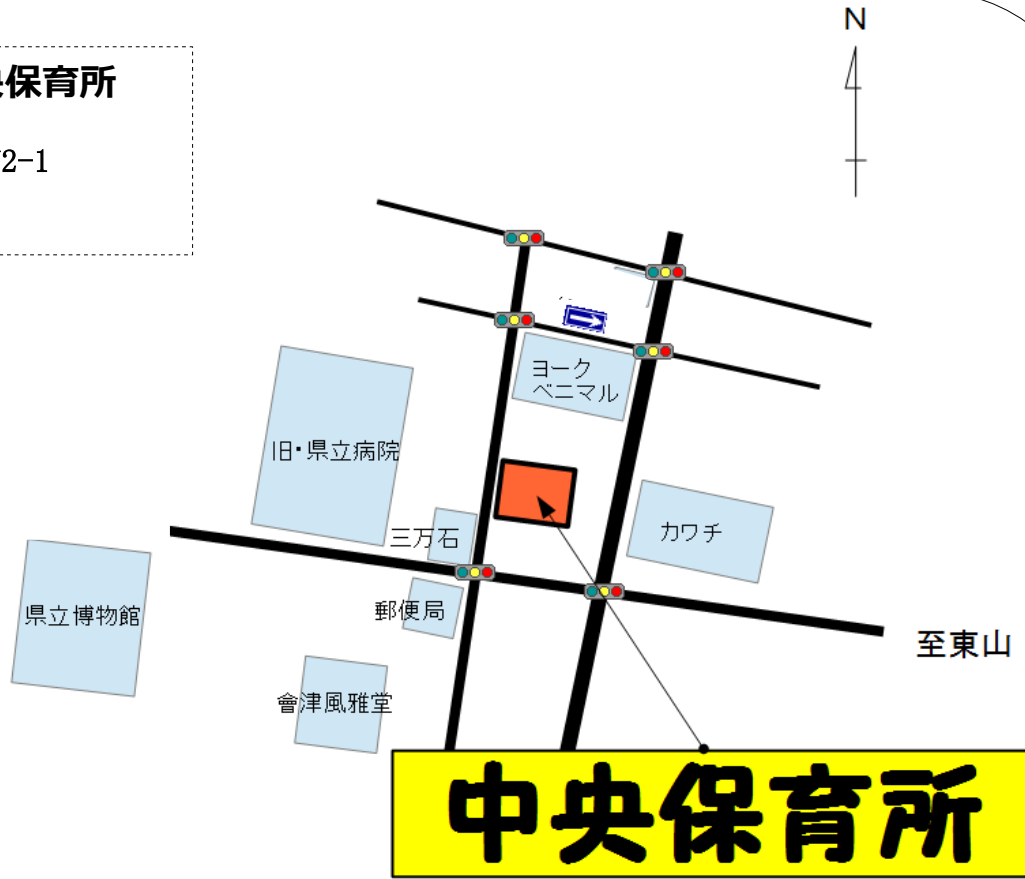 N
央保育所
2-1
ヨーク
ベニマル
旧・県立病院
三万石
カワチ
郵便局
県立博物館
至東山
會津風雅堂
中央保育所